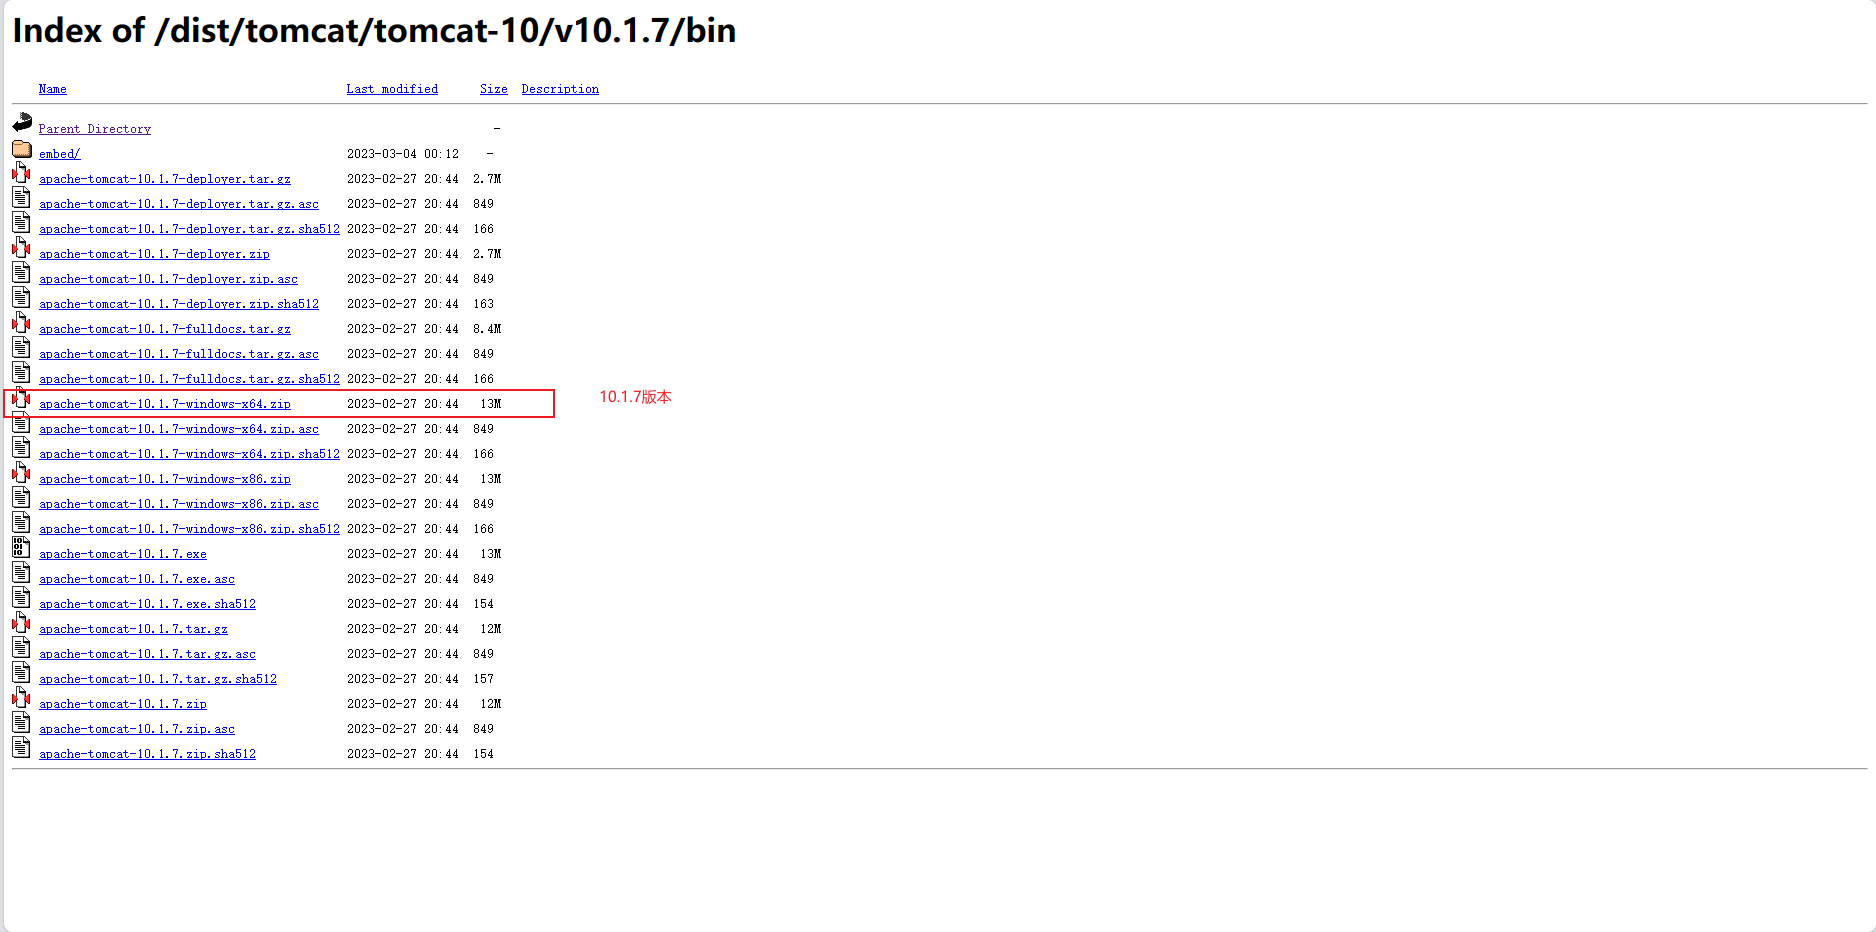 Index of /dist/tomcat/tomcat-10/v10.1.7/bin
Name Last modified Size Description
Parent Directory -
embed/ 2023-03-04 00:12 -
apache-tomcat-10.1.7-deployer.tar.gz 2023-02-27 20:44 2.7M
apache-tomcat-10.1.7-deployer.tar.gz.asc 2023-02-27 20:44 849
apache-tomcat-10.1.7-deployer.tar.gz.sha512 2023-02-27 20:44 166
apache-tomcat-10.1.7-deployer.zip 2023-02-27 20:44 2.7M
apache-tomcat-10.1.7-deployer.zip.asc 2023-02-27 20:44 849
apache-tomcat-10.1.7-deployer.zip.sha512 2023-02-27 20:44 163
apache-tomcat-10.1.7-fulldocs.tar.gz 2023-02-27 20:44 8.4M
apache-tomcat-10.1.7-fulldocs.tar.gz.asc 2023-02-27 20:44 849
apache-tomcat-10.1.7-fulldocs.tar.gz.sha512 2023-02-27 20:44 166
apache-tomcat-10.1.7-windows-x64.zip 2023-02-27 20:44 13M 10.1.7版本
apache-tomcat-10.1.7-windows-x64.zip.asc 2023-02-27 20:44 849
apache-tomcat-10.1.7-windows-x64.zip.sha512 2023-02-27 20:44 166
apache-tomcat-10.1.7-windows-x86.zip 2023-02-27 20:44 13M
apache-tomcat-10.1.7-windows-x86.zip.asc 2023-02-27 20:44 849
apache-tomcat-10.1.7-windows-x86.zip.sha512 2023-02-27 20:44 166
apache-tomcat-10.1.7.exe 2023-02-27 20:44 13M
apache-tomcat-10.1.7.exe.asc 2023-02-27 20:44 849
apache-tomcat-10.1.7.exe.sha512 2023-02-27 20:44 154
apache-tomcat-10.1.7.tar.gz 2023-02-27 20:44 12M
apache-tomcat-10.1.7.tar.gz.asc 2023-02-27 20:44 849
apache-tomcat-10.1.7.tar.gz.sha512 2023-02-27 20:44 157
apache-tomcat-10.1.7.zip 2023-02-27 20:44 12M
apache-tomcat-10.1.7.zip.asc 2023-02-27 20:44 849
apache-tomcat-10.1.7.zip.sha512 2023-02-27 20:44 154